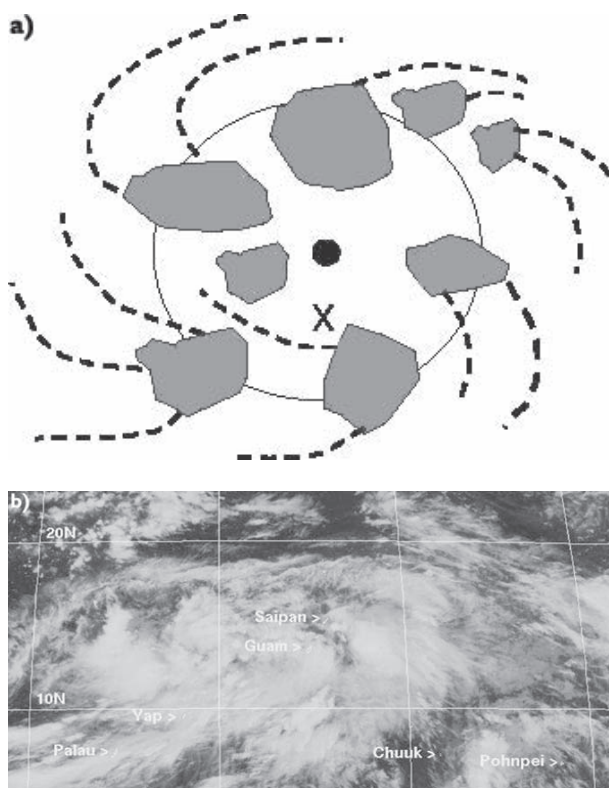 a)
X
b)
20N
Saipan >
Guam >
10N
Yap >
Palau >
Chuuk >
Pohnpei >